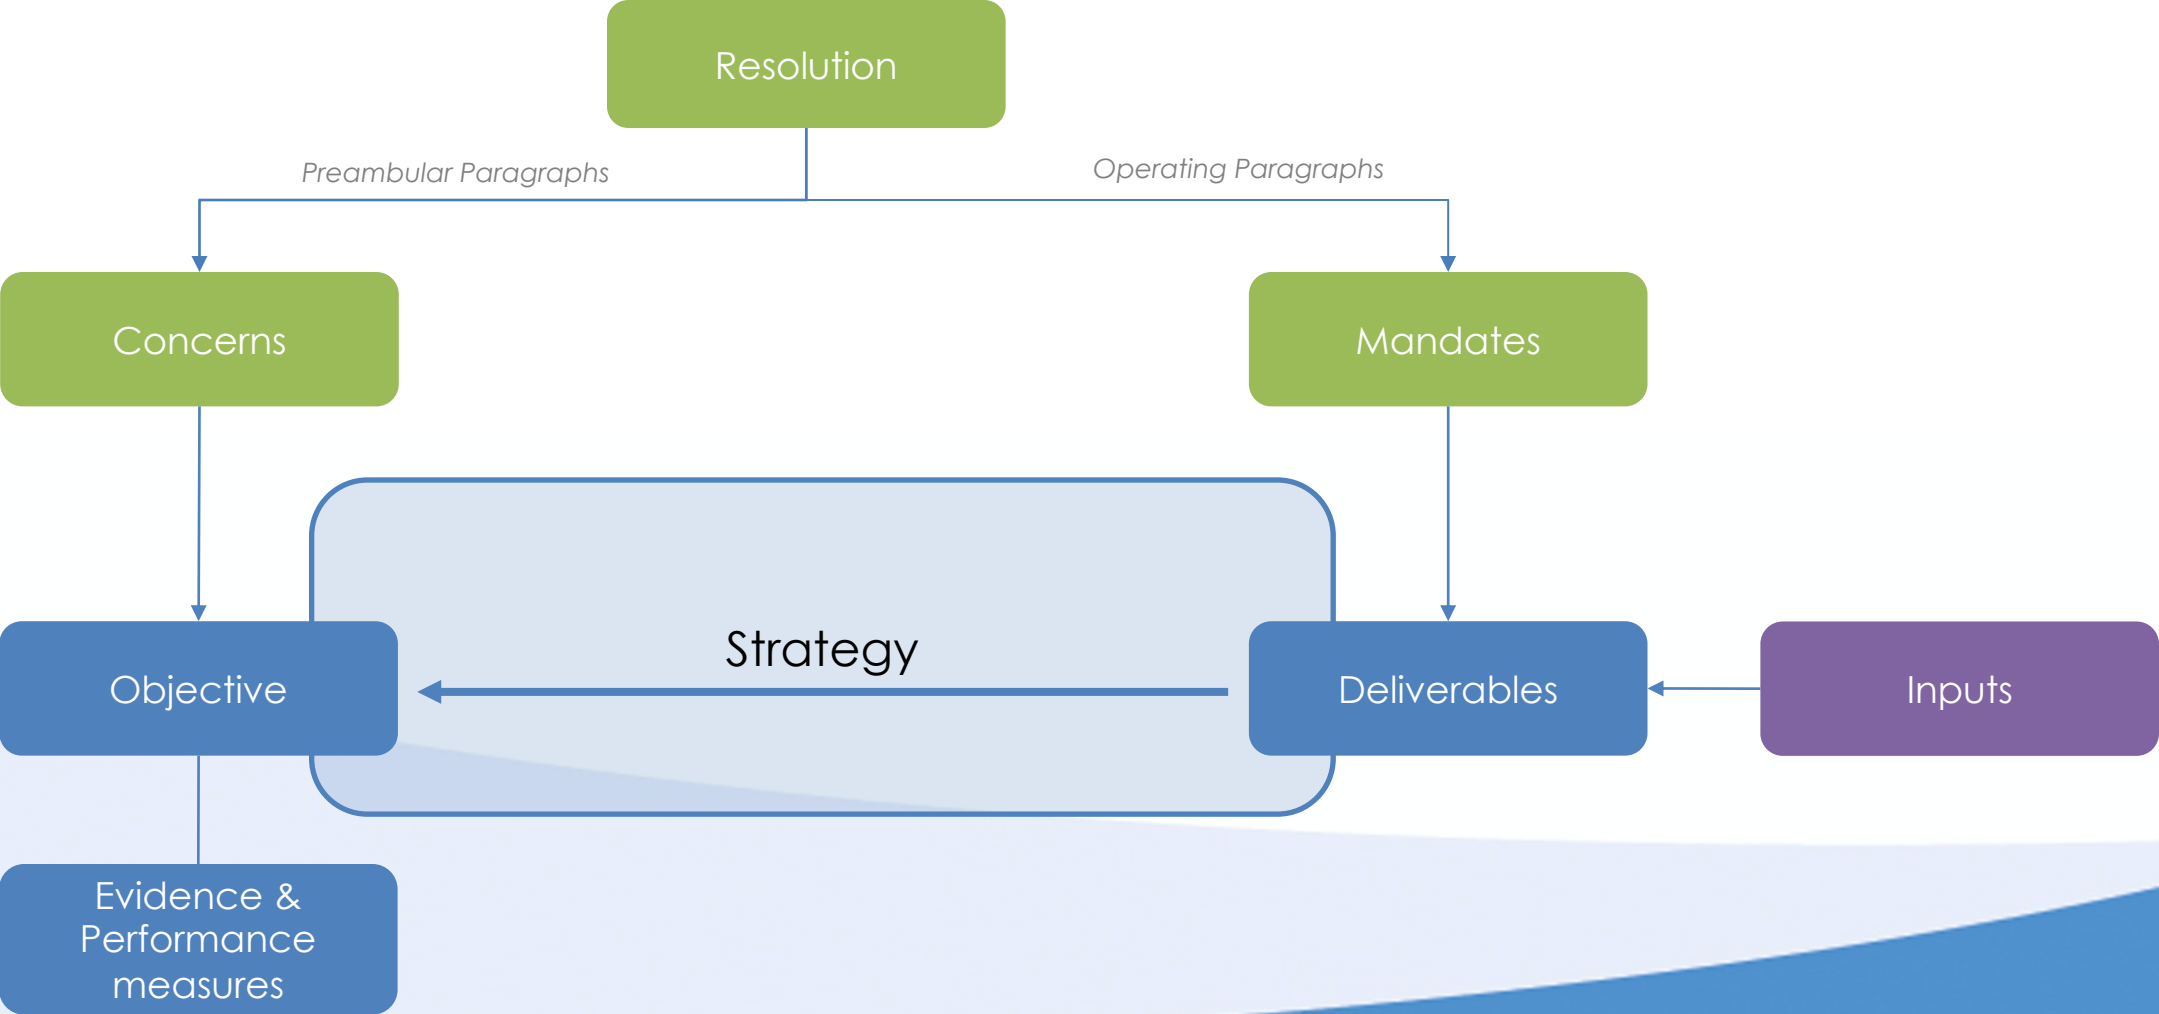 Resolution
Preambular Paragraphs
Operating Paragraphs
Concerns
Mandates
Strategy
Objective
Deliverables
Inputs
Evidence &
Performance
measures